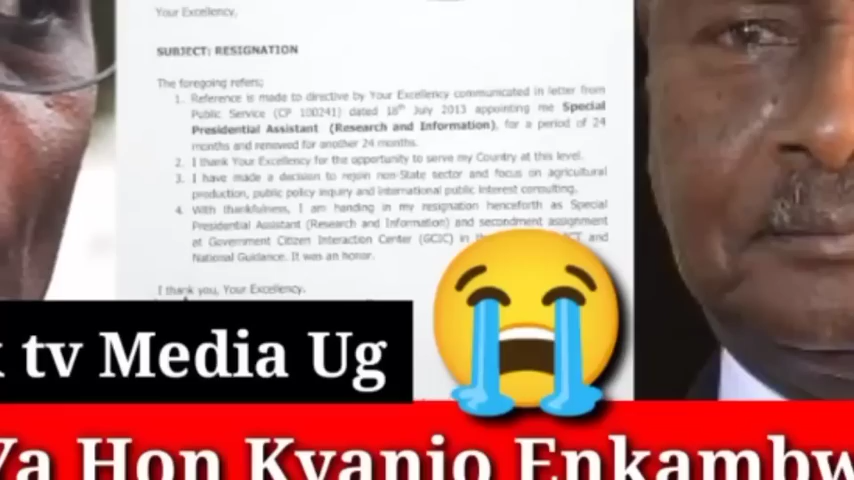 Your Excellency,
SUBJECT: RESIGNATION
The foregoing refers;
1. Reference is made to directive by Your Excellency communicated in letter from
Public Service (CP 100241) dated 18th July 2013 appointing me Special
Presidential Assistant (Research and Information), for a period of 24
months and renewed for another 24 months.
2. I thank Your Excellency for the opportunity to serve my Country at this level.
3. I have made a decision to rejoin non-State sector and focus on agricultural
production, public policy inquiry and international public interest consulting.
4. With thankfulness, I am handing in my resignation henceforth as Special
Presidential Assistant (Research and Information) and secondment assignment
at Government Citizen Interaction Center (GCIC) in and
National Guidance. It was an honor.
I thank you, Your Excellency.
tv Media Ug
Ya Hon Kyanjo Enkambw